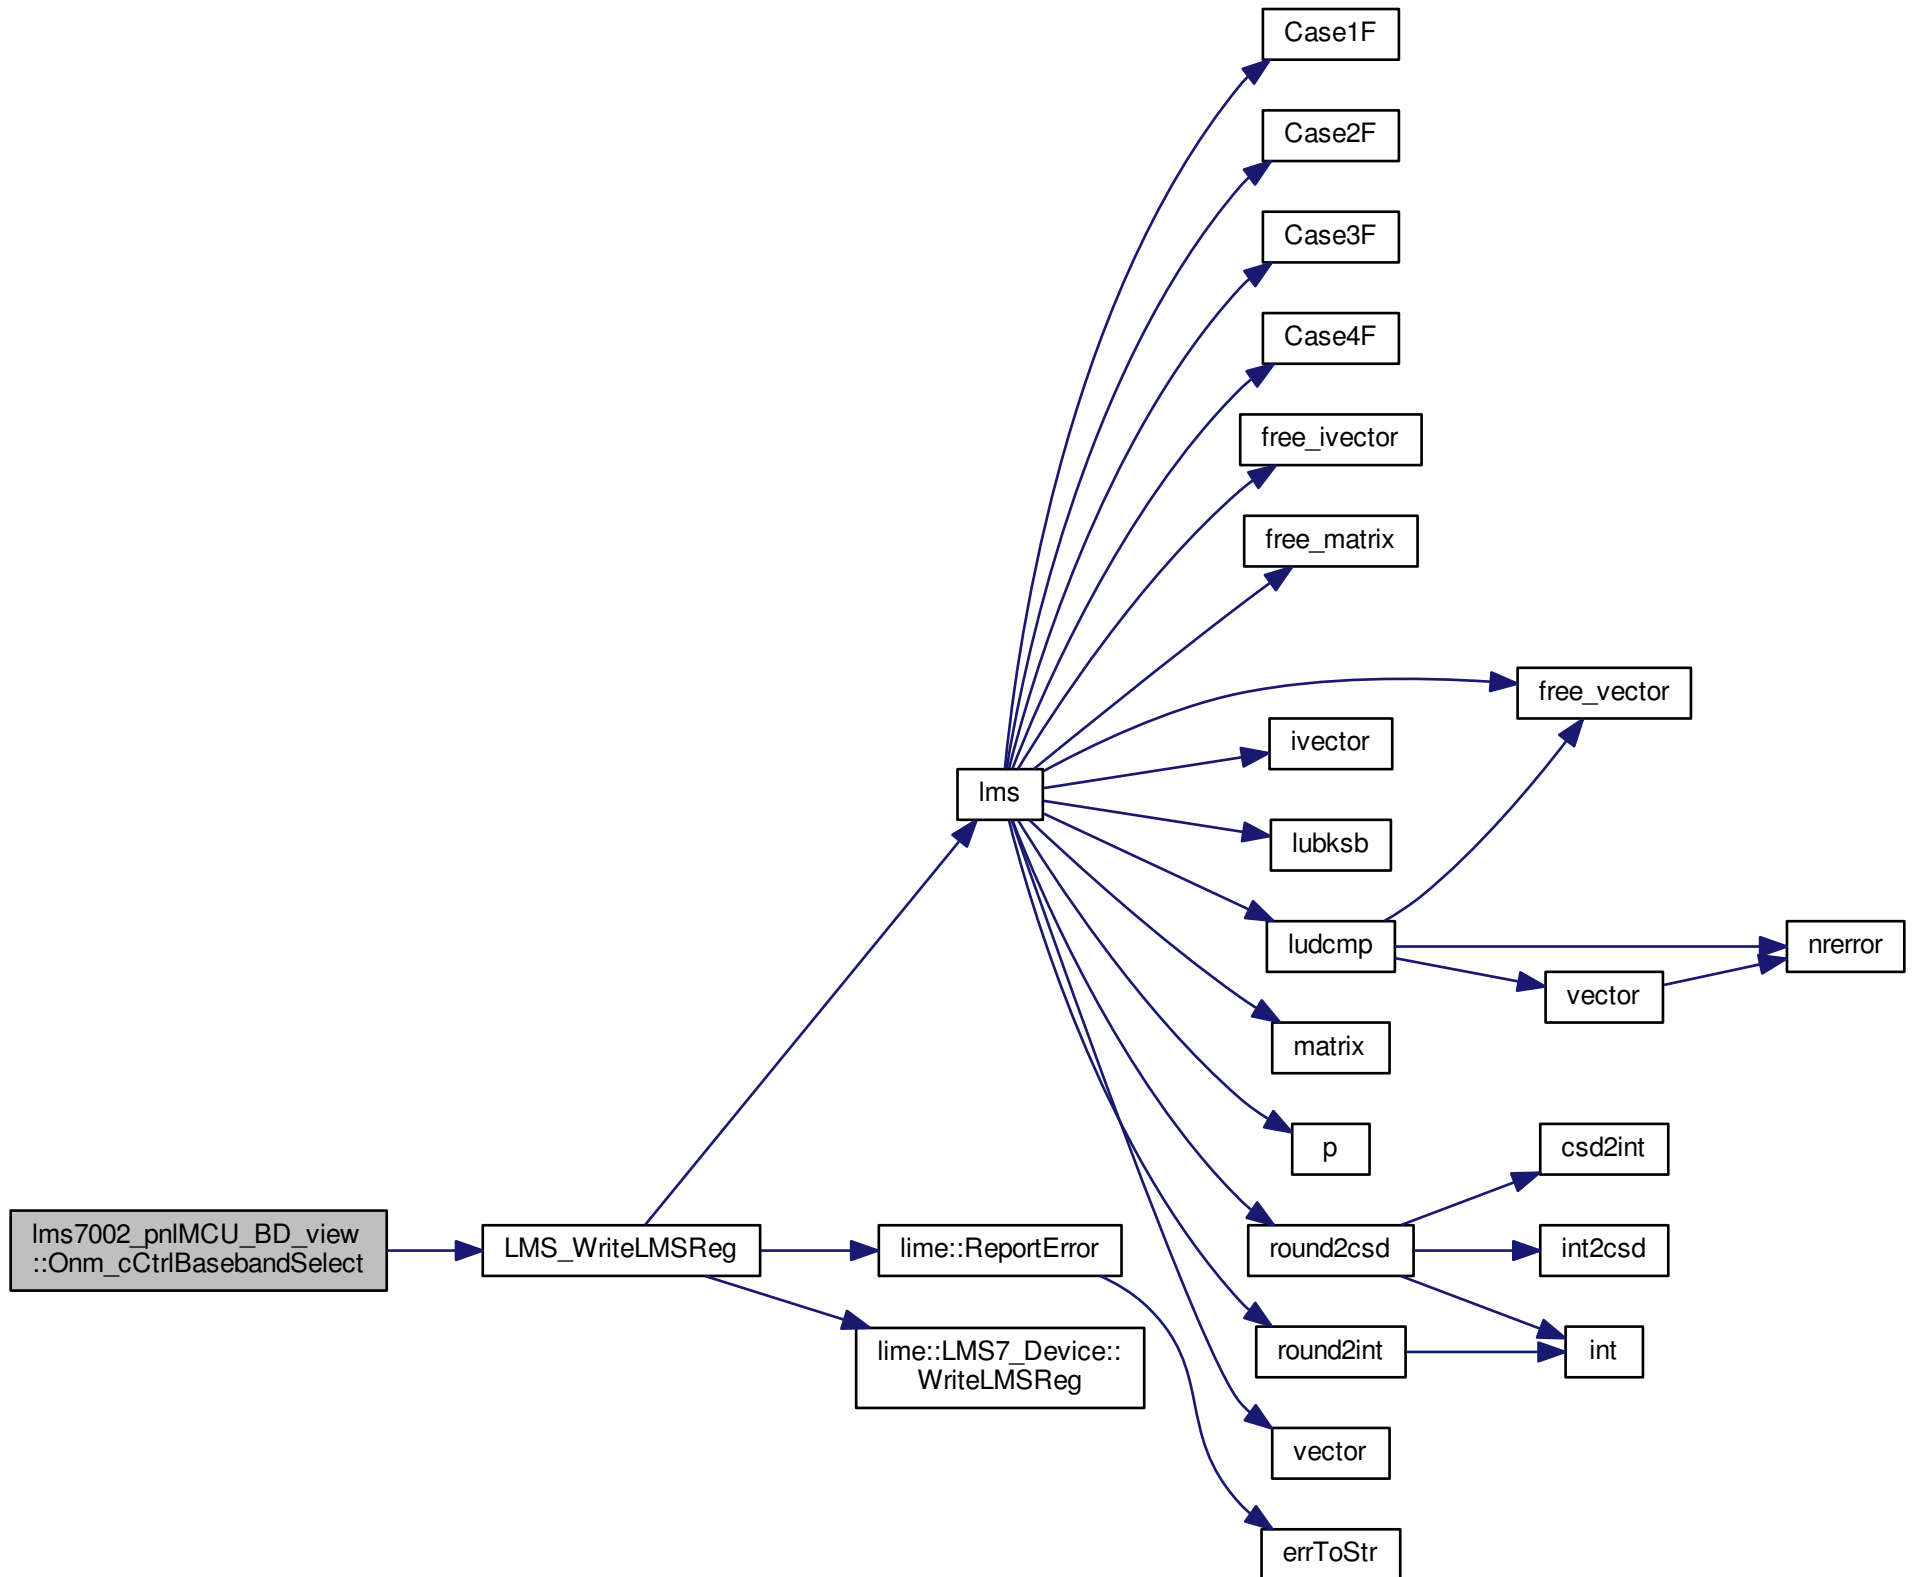 Case1F
Case2F
Case3F
Case4F
free_ivector
free_matrix
free_vector
ivector
lms
lubksb
ludcmp
nrerror
vector
matrix
p
csd2int
lms7002_pnlMCU_BD_view
::Onm_cCtrlBasebandSelect
LMS_WriteLMSReg
lime::ReportError
round2csd
int2csd
lime::LMS7_Device::
WriteLMSReg
round2int
int
vector
errToStr